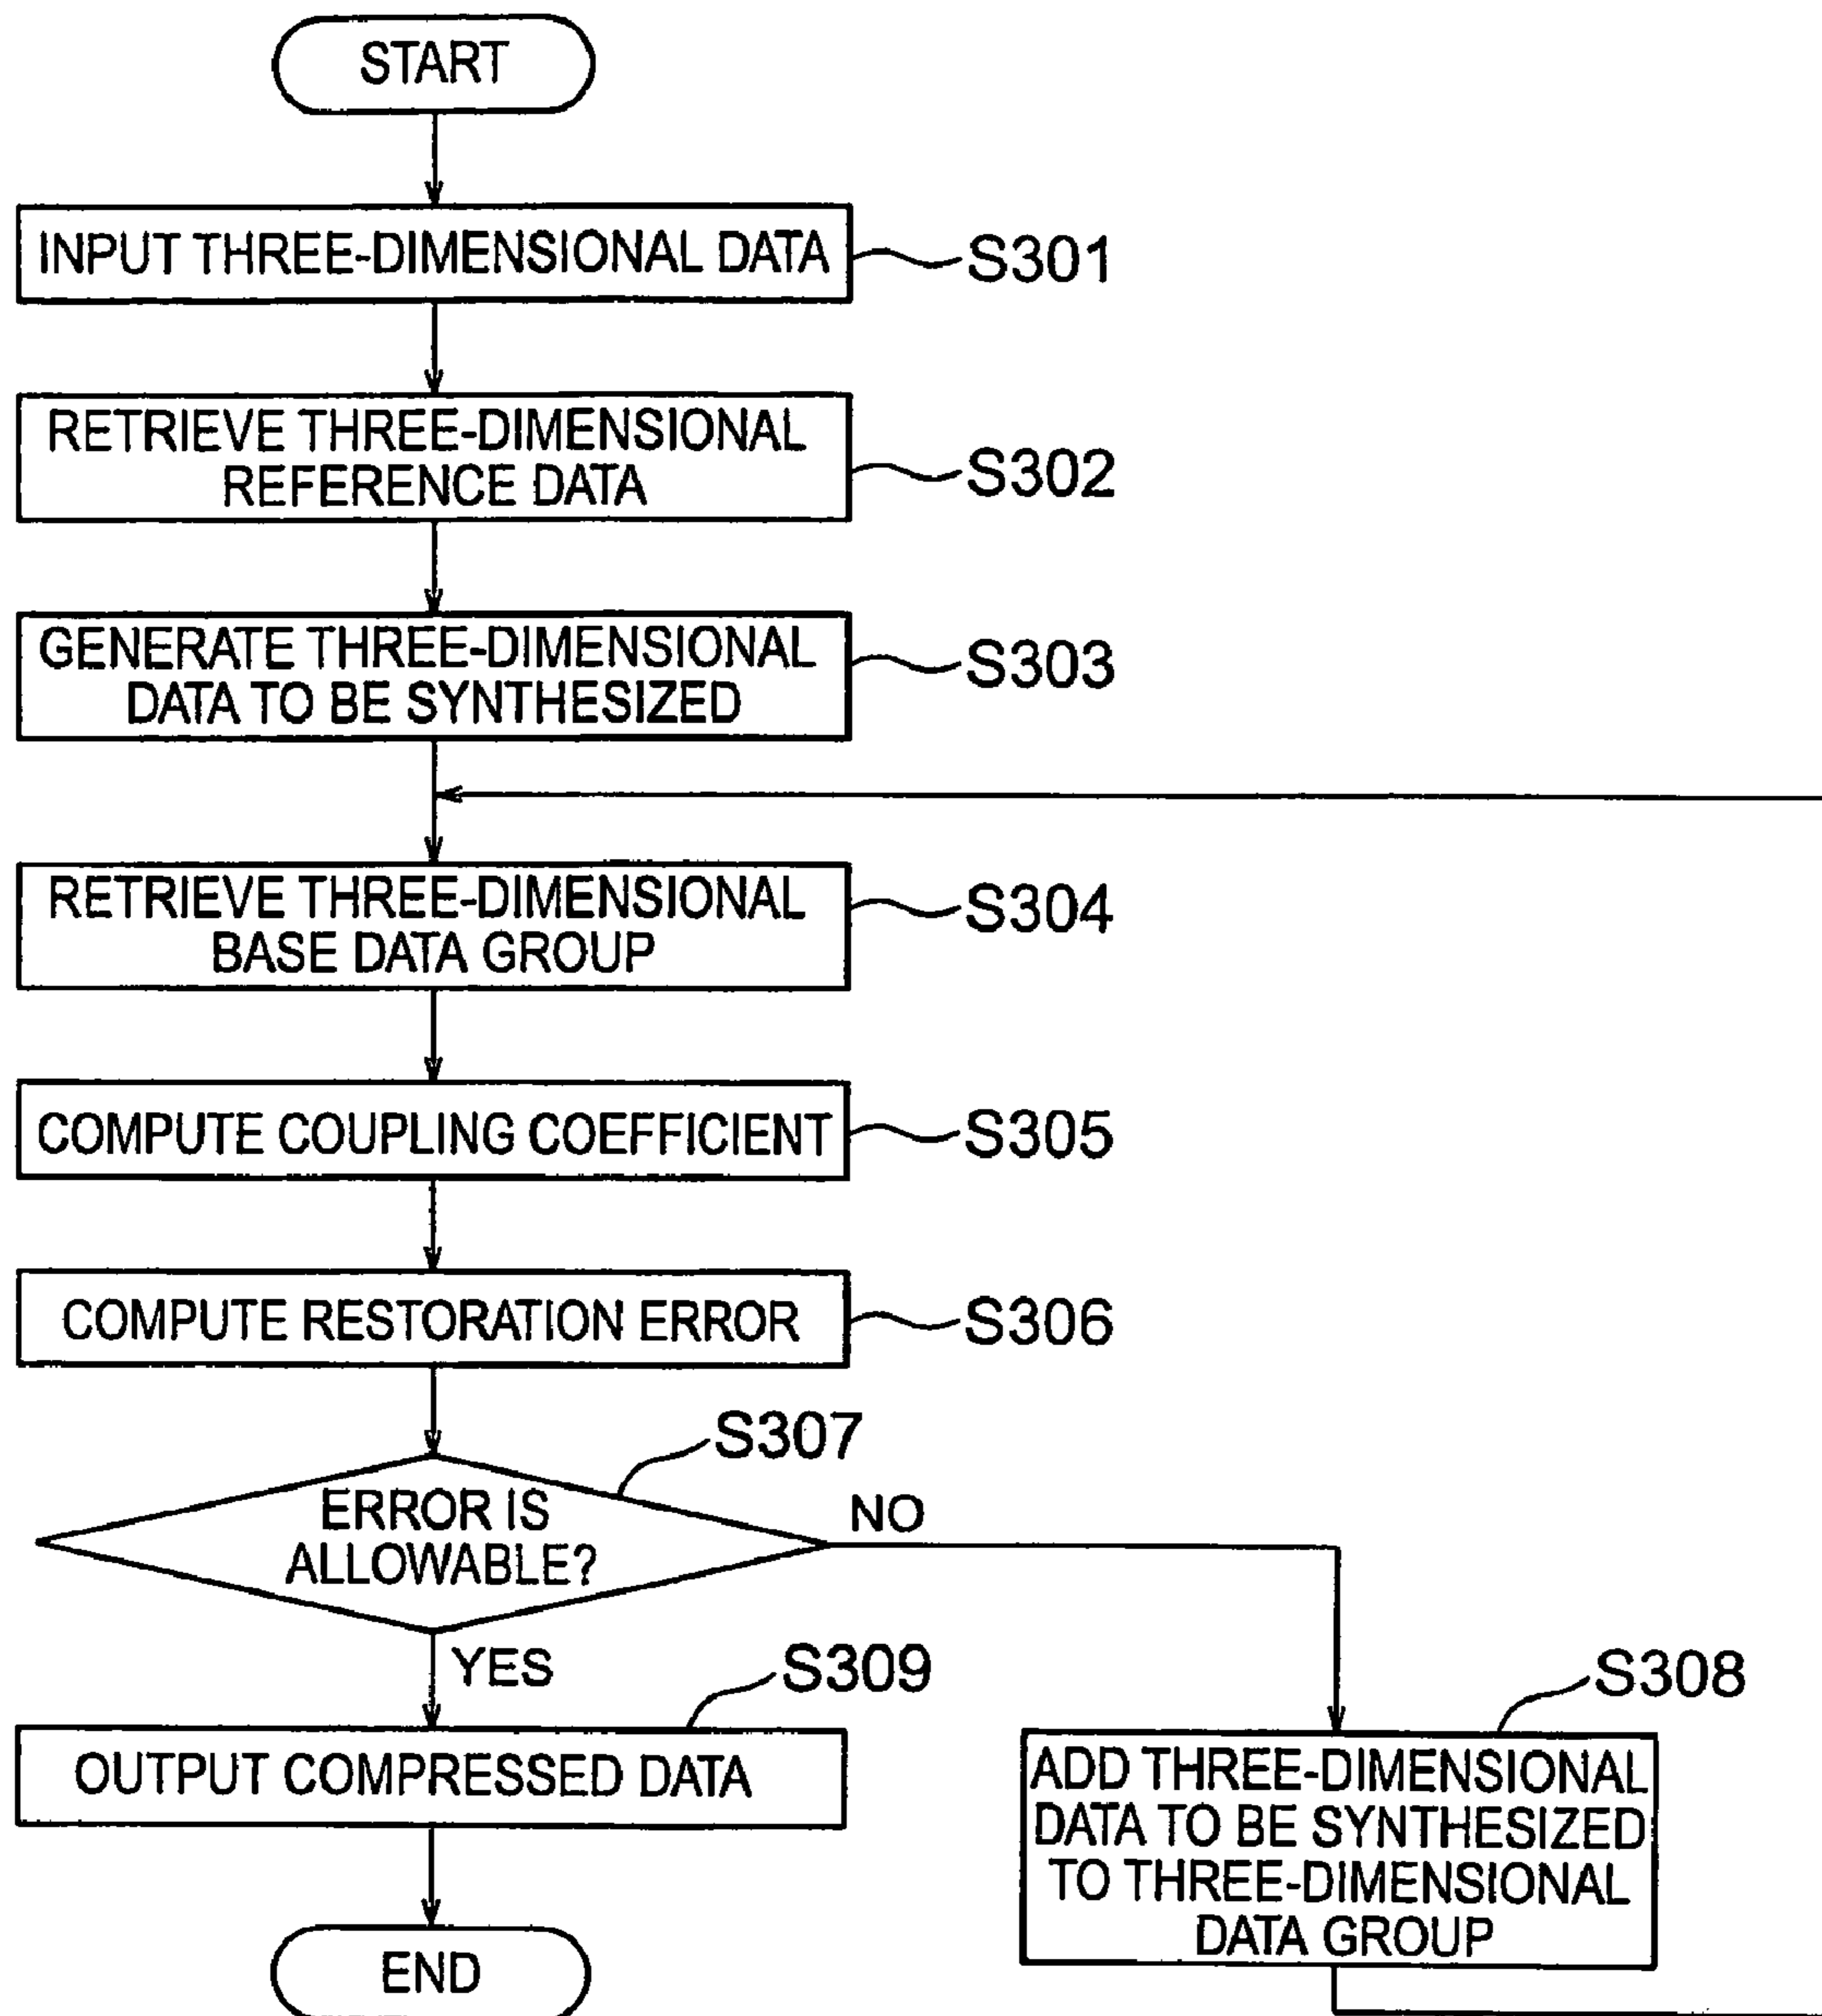 START
INPUT THREE-DIMENSIONAL DATA
S301
RETRIEVE THREE-DIMENSIONAL
REFERENCE DATA
S302
GENERATE THREE-DIMENSIONAL
DATA TO BE SYNTHESIZED
S303
RETRIEVE THREE-DIMENSIONAL
BASE DATA GROUP
S304
COMPUTE COUPLING COEFFICIENT
S305
COMPUTE RESTORATION ERROR
S306
S307
ERROR IS
ALLOWABLE?
NO
YES
S309
OUTPUT COMPRESSED DATA
S308
ADD THREE-DIMENSIONAL
DATA TO BE SYNTHESIZED
TO THREE-DIMENSIONAL
DATA GROUP
END